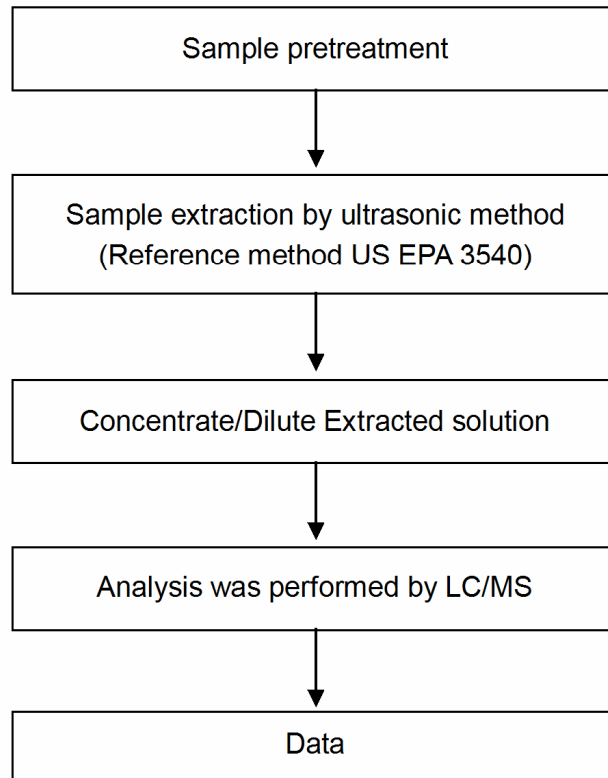 Sample pretreatment
Sample extraction by ultrasonic method
(Reference method US EPA 3540)
Concentrate/Dilute Extracted solution
Analysis was performed by LC/MS
Data